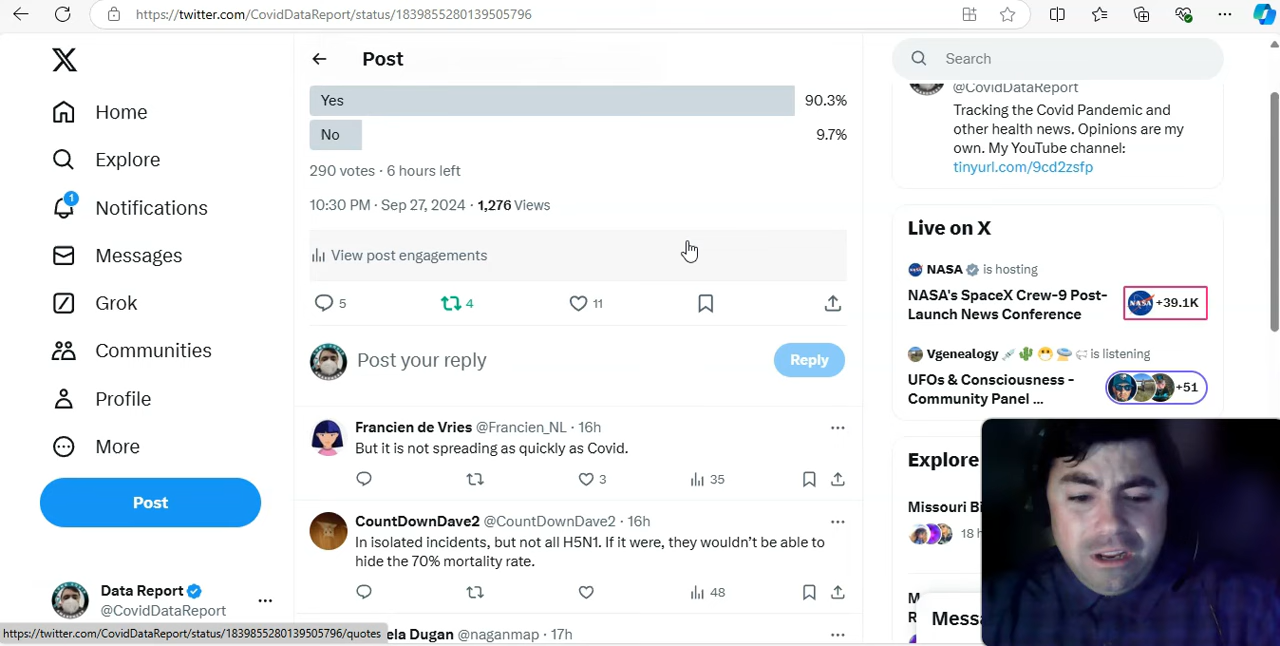 https://twitter.com/CovidDataReport/status/1839855280139505796
Home
Explore
1
Notifications
Messages
Grok
Communities
Profile
More
Post
Data Report
@CovidDataReport
https://twitter.com/CovidDataReport/status/1839855280139505796/quotes
Post
Yes 90.3%
No 9.7%
290 votes · 6 hours left
10:30 PM · Sep 27, 2024 · 1,276 Views
View post engagements
5 4 11
Post your reply
Reply
Francien de Vries @Francien_NL · 16h
But it is not spreading as quickly as Covid.
3 35
CountDownDave2 @CountDownDave2 · 16h
In isolated incidents, but not all H5N1. If it were, they wouldn't be able to
hide the 70% mortality rate.
48
ela Dugan @naganmap · 17h
Search
@CovidDataReport
Tracking the Covid Pandemic and
other health news. Opinions are my
own. My YouTube channel:
tinyurl.com/9cd2zsfp
Live on X
NASA is hosting
NASA's SpaceX Crew-9 Post-
Launch News Conference
+39.1K
Vgenealogy is listening
UFOs & Consciousness -
Community Panel ...
+51
Explore
Missouri Bi
18 h
Messa